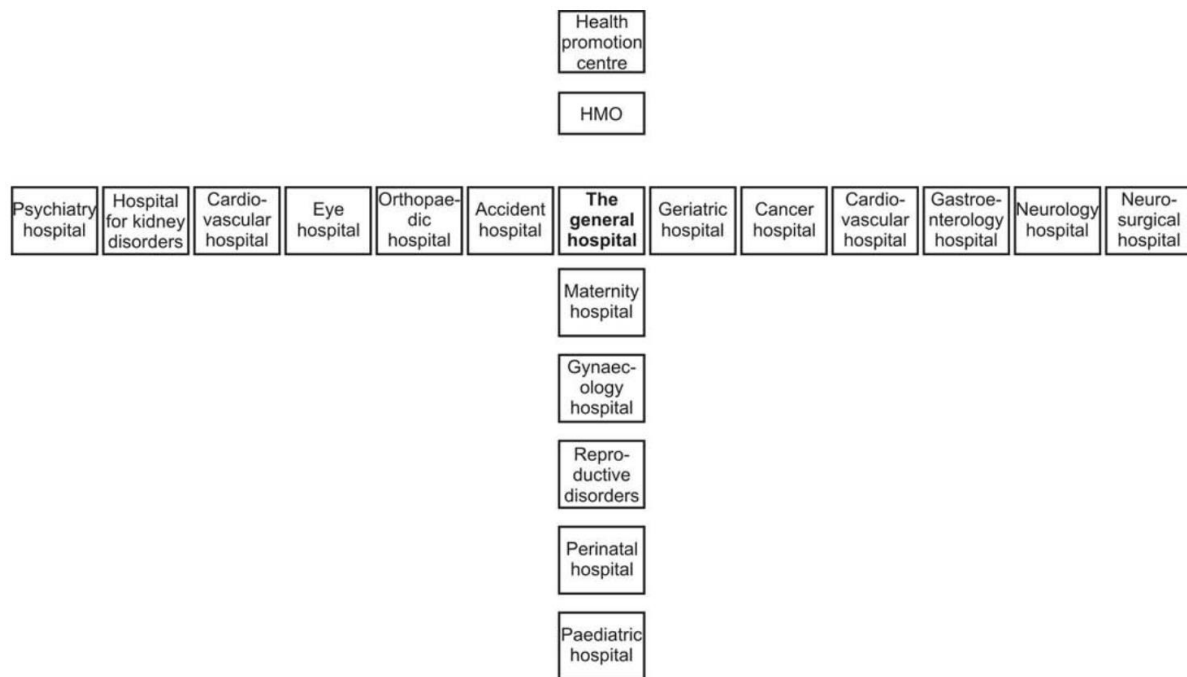 Health
promotion
centre
HMO
Psychiatry
hospital
Hospital
for kidney
disorders
Cardio-
vascular
hospital
Eye
hospital
Orthopae-
dic
hospital
Accident
hospital
The
general
hospital
Geriatric
hospital
Cancer
hospital
Cardio-
vascular
hospital
Gastroe-
nterology
hospital
Neurology
hospital
Neuro-
surgical
hospital
Maternity
hospital
Gynaec-
ology
hospital
Repro-
ductive
disorders
Perinatal
hospital
Paediatric
hospital